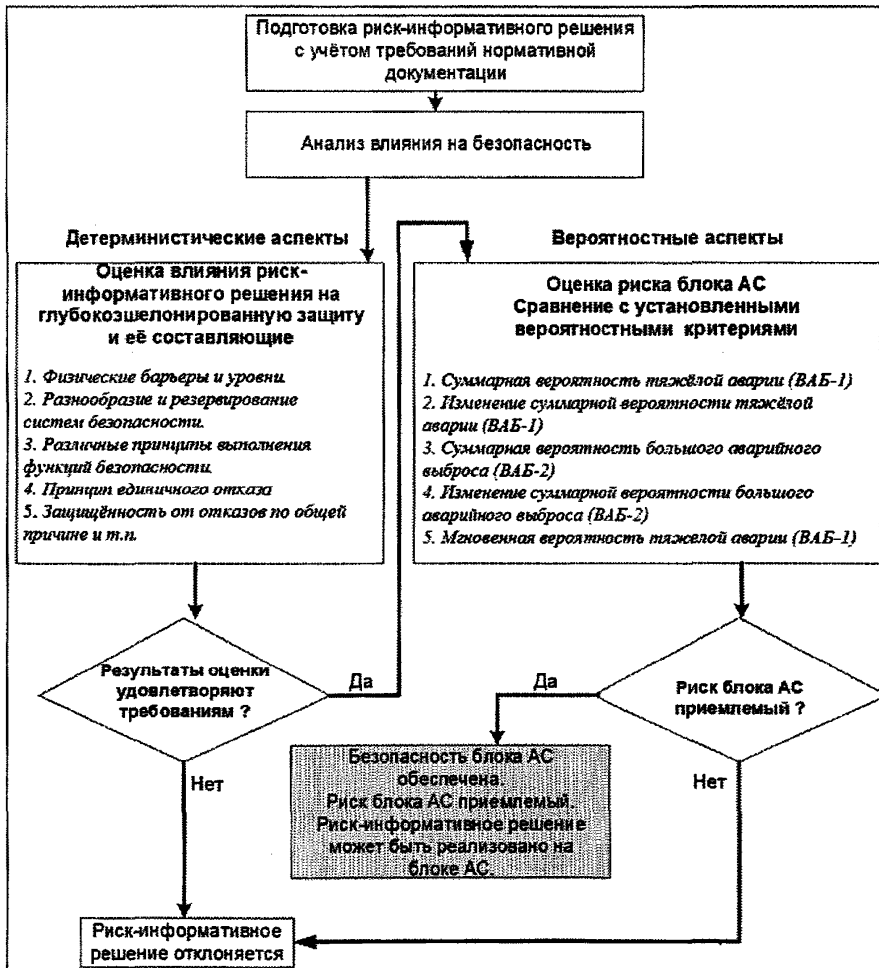 Подготовка риск-информативного решения
с учётом требований нормативной
документации
Анализ влияния на безопасность
Детерминистические аспекты
Оценка влияния риск-
информативного решения на
глубокоэшелонированную защиту
и её составляющие
1. Физические барьеры и уровни.
2. Разнообразие и резервирование
систем безопасности.
3. Различные принципы выполнения
функций безопасности.
4. Принцип единичного отказа
5. Защищённость от отказов по общей
причине и т.п.
Вероятностные аспекты
Оценка риска блока АС
Сравнение с установленными
вероятностными критериями
1. Суммарная вероятность тяжёлой аварии (ВАБ-1)
2. Изменение суммарной вероятности тяжёлой
аварии (ВАБ-1)
3. Суммарная вероятность большого аварийного
выброса (ВАБ-2)
4. Изменение суммарной вероятности большого
аварийного выброса (ВАБ-2)
5. Мгновенная вероятность тяжелой аварии (ВАБ-1)
Результаты оценки
удовлетворяют
требованиям ?
Да
Нет
Риск блока АС
приемлемый ?
Да
Нет
Безопасность блока АС
обеспечена.
Риск блока АС приемлемый.
Риск-информативное решение
может быть реализовано на
блоке АС.
Риск-информативное
решение отклоняется